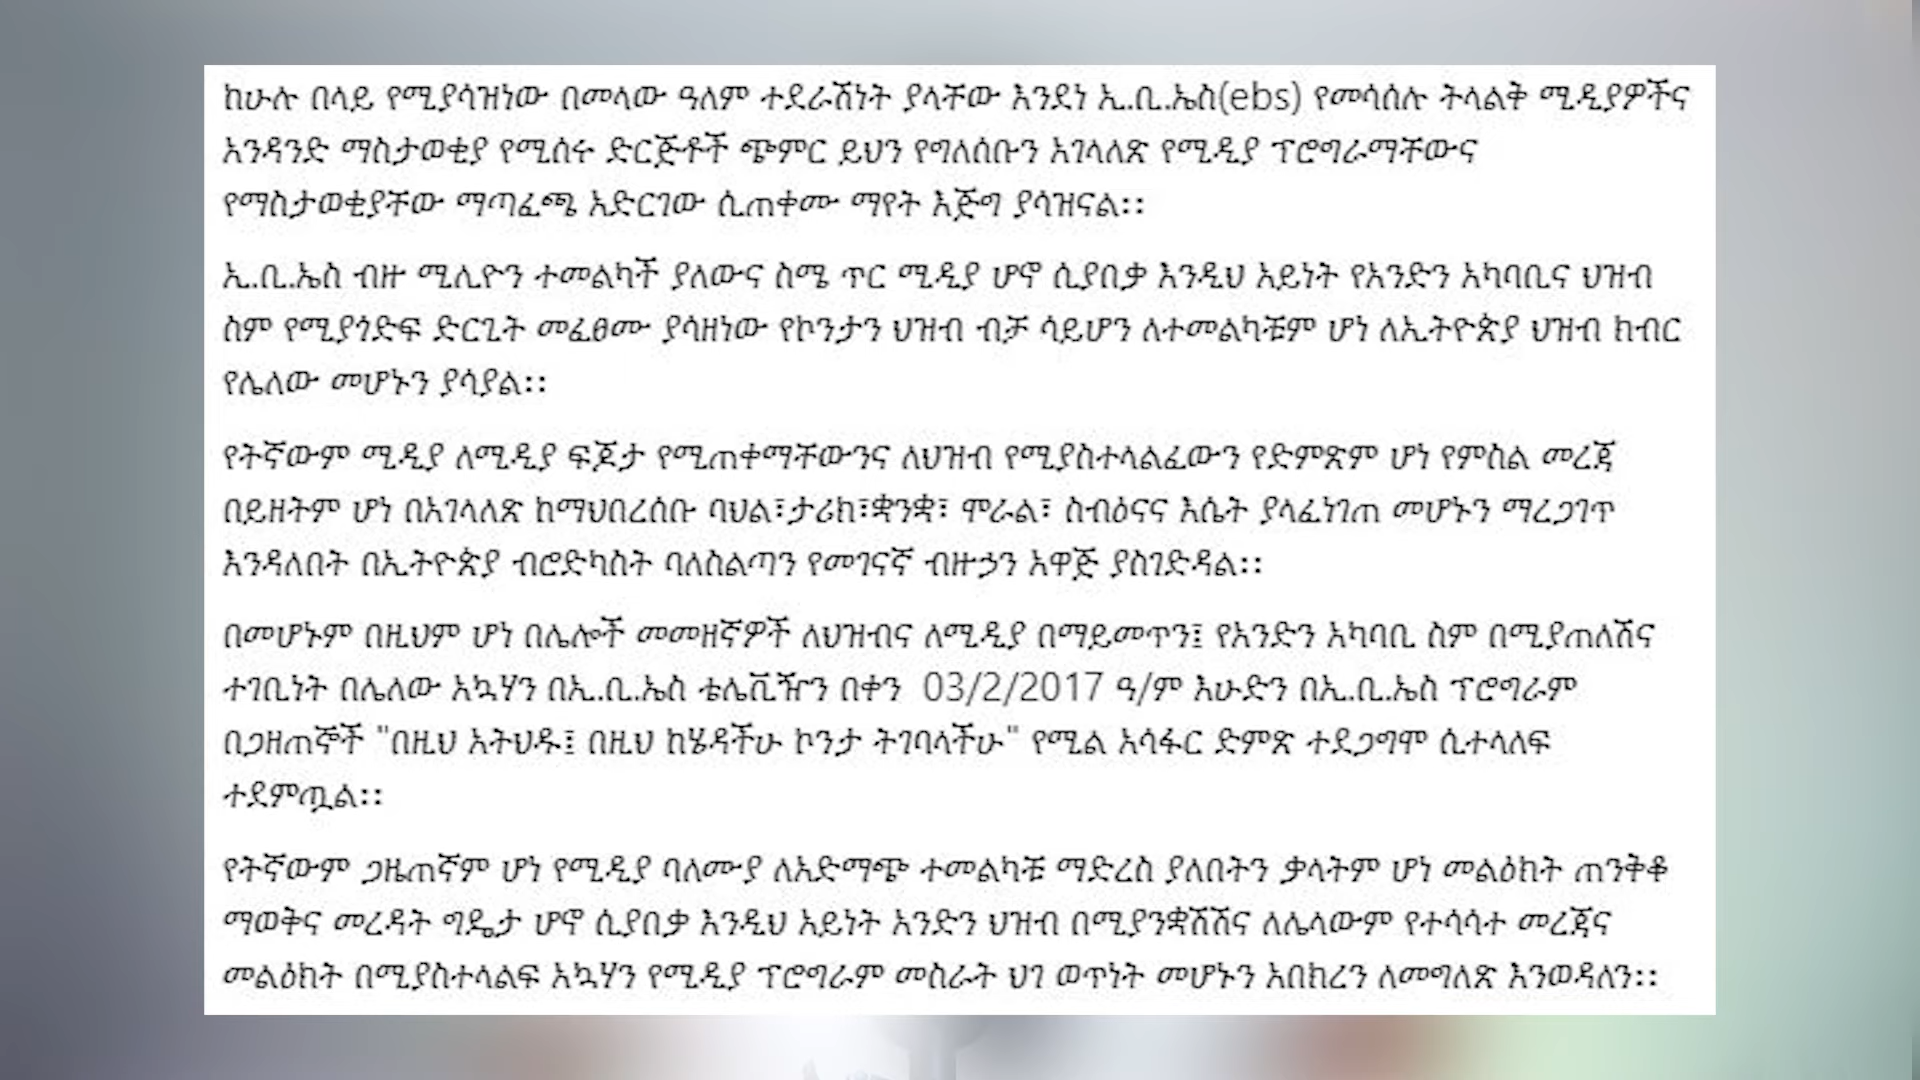 ከሁሉ በላይ የሚያሳዝነው በመላው ዓለም ተደራሽነት ያላቸው እንደነ ኢ.ቢ.ኤስ(ebs) የመሳሰሉ ትላልቅ ሚዲያዎችና
አንዳንድ ማስታወቂያ የሚሰሩ ድርጅቶች ጭምር ይህን የግለሰቡን አገላለጽ የሚዲያ ፕሮግራማቸውና
የማስታወቂያቸው ማጣፈጫ አድርገው ሲጠቀሙ ማየት እጅግ ያሳዝናል፡፡
ኢ.ቢ.ኤስ ብዙ ሚሊዮን ተመልካች ያለውና ስሜ ጥር ሚዲያ ሆኖ ሲያበቃ እንዲህ አይነት የአንድን አካባቢና ህዝብ
ስም የሚያጎድፍ ድርጊት መፈፀሙ ያሳዘነው የኮንታን ህዝብ ብቻ ሳይሆን ለተመልካቹም ሆነ ለኢትዮጵያ ህዝብ ክብር
የሌለው መሆኑን ያሳያል፡፡
የትኛውም ሚዲያ ለሚዲያ ፍጆታ የሚጠቀማቸውንና ለህዝብ የሚያስተላልፈውን የድምጽም ሆነ የምስል መረጃ
በይዘትም ሆነ በአገላለጽ ከማህበረሰቡ ባህል፣ታሪክ፣ቋንቋ፣ ሞራል፣ ስብዕናና እሴት ያላፈነገጠ መሆኑን ማረጋገጥ
እንዳለበት በኢትዮጵያ ብሮድካስት ባለስልጣን የመገናኛ ብዙኃን አዋጅ ያስገድዳል፡፡
በመሆኑም በዚህም ሆነ በሌሎች መመዘኛዎች ለህዝብና ለሚዲያ በማይመጥን፤ የአንድን አካባቢ ስም በሚያጠለሽና
ተገቢነት በሌለው አኳሃን በኢ.ቢ.ኤስ ቴሌቪዥን በቀን 03/2/2017 ዓ/ም እሁድን በኢ.ቢ.ኤስ ፕሮግራም
በጋዘጠኞች "በዚህ አትህዱ፤ በዚህ ከሄዳችሁ ኮንታ ትገባላችሁ" የሚል አሳፋር ድምጽ ተደጋግሞ ሲተላለፍ
ተደምጧል፡፡
የትኛውም ጋዜጠኛም ሆነ የሚዲያ ባለሙያ ለአድማጭ ተመልካቹ ማድረስ ያለበትን ቃላትም ሆነ መልዕክት ጠንቅቆ
ማወቅና መረዳት ግዴታ ሆኖ ሲያበቃ እንዲህ አይነት አንድን ህዝብ በሚያንቋሽሽና ለሌላውም የተሳሳተ መረጃና
መልዕክት በሚያስተላልፍ አኳሃን የሚዲያ ፕሮግራም መስራት ህገ ወጥነት መሆኑን አበክረን ለመግለጽ እንወዳለን፡፡